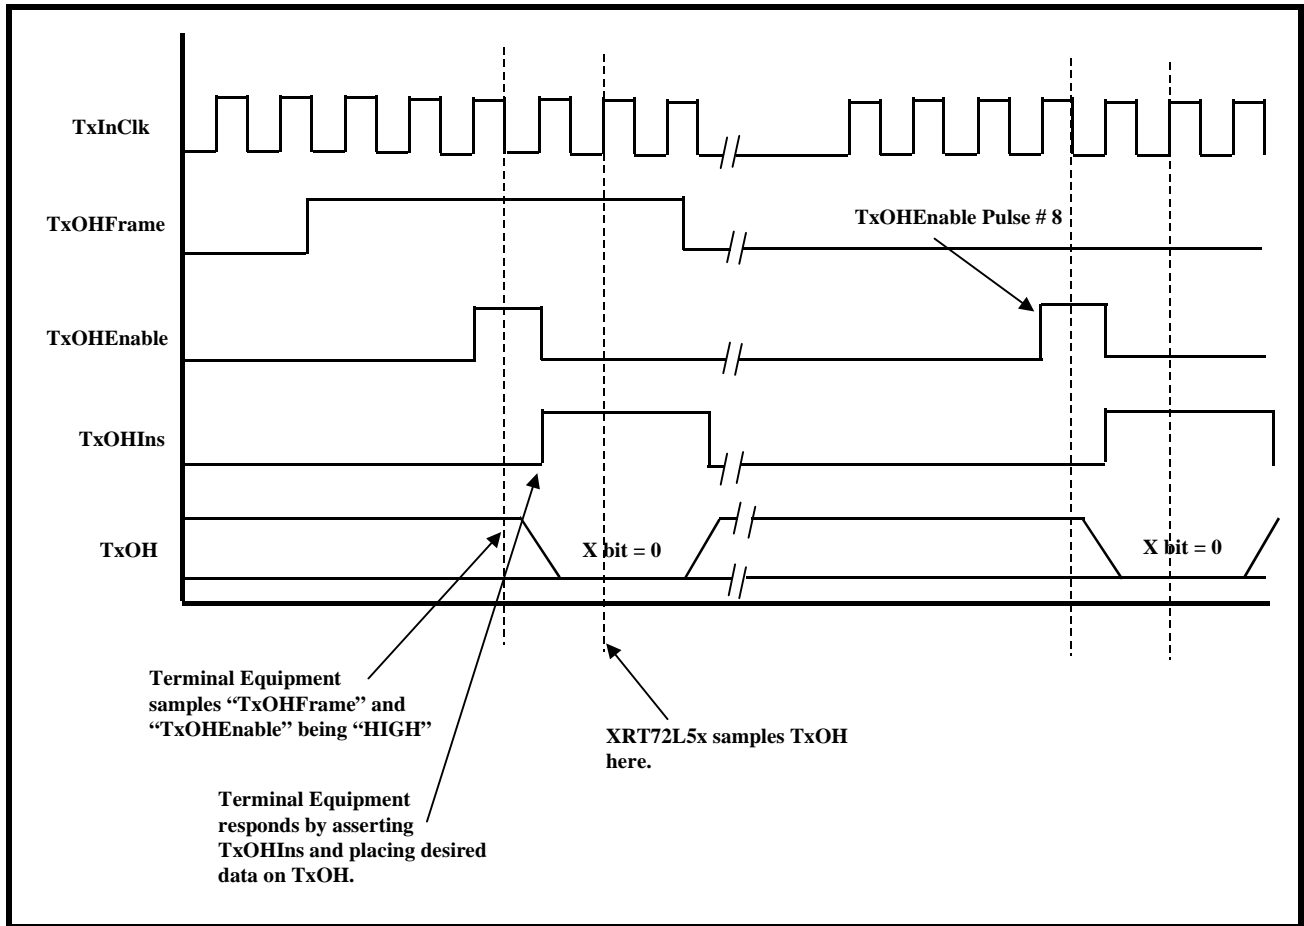 TxInClk
TxOHFrame
TxOHEnable Pulse # 8
TxOHEnable
TxOHIns
TxOH
X bit = 0
X bit = 0
Terminal Equipment
samples “TxOHFrame” and
“TxOHEnable” being “HIGH”
XRT72L5x samples TxOH
here.
Terminal Equipment
responds by asserting
TxOHIns and placing desired
data on TxOH.